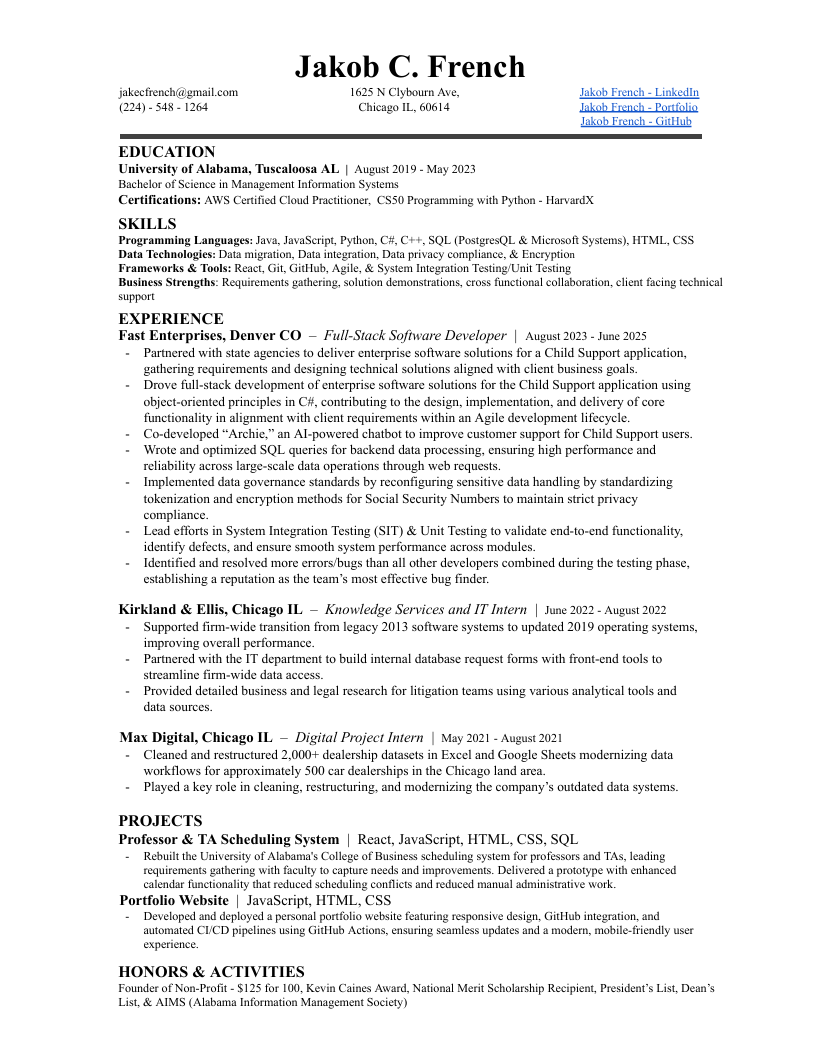 Jakob C. French
jakecfrench@gmail.com 1625 N Clybourn Ave, Jakob French - LinkedIn
(224) - 548 - 1264 Chicago IL, 60614 Jakob French - Portfolio
Jakob French - GitHub
EDUCATION
University of Alabama, Tuscaloosa AL | August 2019 - May 2023
Bachelor of Science in Management Information Systems
Certifications: AWS Certified Cloud Practitioner, CS50 Programming with Python - HarvardX
SKILLS
Programming Languages: Java, JavaScript, Python, C#, C++, SQL (PostgresQL & Microsoft Systems), HTML, CSS
Data Technologies: Data migration, Data integration, Data privacy compliance, & Encryption
Frameworks & Tools: React, Git, GitHub, Agile, & System Integration Testing/Unit Testing
Business Strengths: Requirements gathering, solution demonstrations, cross functional collaboration, client facing technical
support
EXPERIENCE
Fast Enterprises, Denver CO – Full-Stack Software Developer | August 2023 - June 2025
- Partnered with state agencies to deliver enterprise software solutions for a Child Support application,
gathering requirements and designing technical solutions aligned with client business goals.
- Drove full-stack development of enterprise software solutions for the Child Support application using
object-oriented principles in C#, contributing to the design, implementation, and delivery of core
functionality in alignment with client requirements within an Agile development lifecycle.
- Co-developed “Archie,” an AI-powered chatbot to improve customer support for Child Support users.
- Wrote and optimized SQL queries for backend data processing, ensuring high performance and
reliability across large-scale data operations through web requests.
- Implemented data governance standards by reconfiguring sensitive data handling by standardizing
tokenization and encryption methods for Social Security Numbers to maintain strict privacy
compliance.
- Lead efforts in System Integration Testing (SIT) & Unit Testing to validate end-to-end functionality,
identify defects, and ensure smooth system performance across modules.
- Identified and resolved more errors/bugs than all other developers combined during the testing phase,
establishing a reputation as the team’s most effective bug finder.
Kirkland & Ellis, Chicago IL – Knowledge Services and IT Intern | June 2022 - August 2022
- Supported firm-wide transition from legacy 2013 software systems to updated 2019 operating systems,
improving overall performance.
- Partnered with the IT department to build internal database request forms with front-end tools to
streamline firm-wide data access.
- Provided detailed business and legal research for litigation teams using various analytical tools and
data sources.
Max Digital, Chicago IL – Digital Project Intern | May 2021 - August 2021
- Cleaned and restructured 2,000+ dealership datasets in Excel and Google Sheets modernizing data
workflows for approximately 500 car dealerships in the Chicago land area.
- Played a key role in cleaning, restructuring, and modernizing the company’s outdated data systems.
PROJECTS
Professor & TA Scheduling System | React, JavaScript, HTML, CSS, SQL
- Rebuilt the University of Alabama's College of Business scheduling system for professors and TAs, leading
requirements gathering with faculty to capture needs and improvements. Delivered a prototype with enhanced
calendar functionality that reduced scheduling conflicts and reduced manual administrative work.
Portfolio Website | JavaScript, HTML, CSS
- Developed and deployed a personal portfolio website featuring responsive design, GitHub integration, and
automated CI/CD pipelines using GitHub Actions, ensuring seamless updates and a modern, mobile-friendly user
experience.
HONORS & ACTIVITIES
Founder of Non-Profit - $125 for 100, Kevin Caines Award, National Merit Scholarship Recipient, President’s List, Dean’s
List, & AIMS (Alabama Information Management Society)